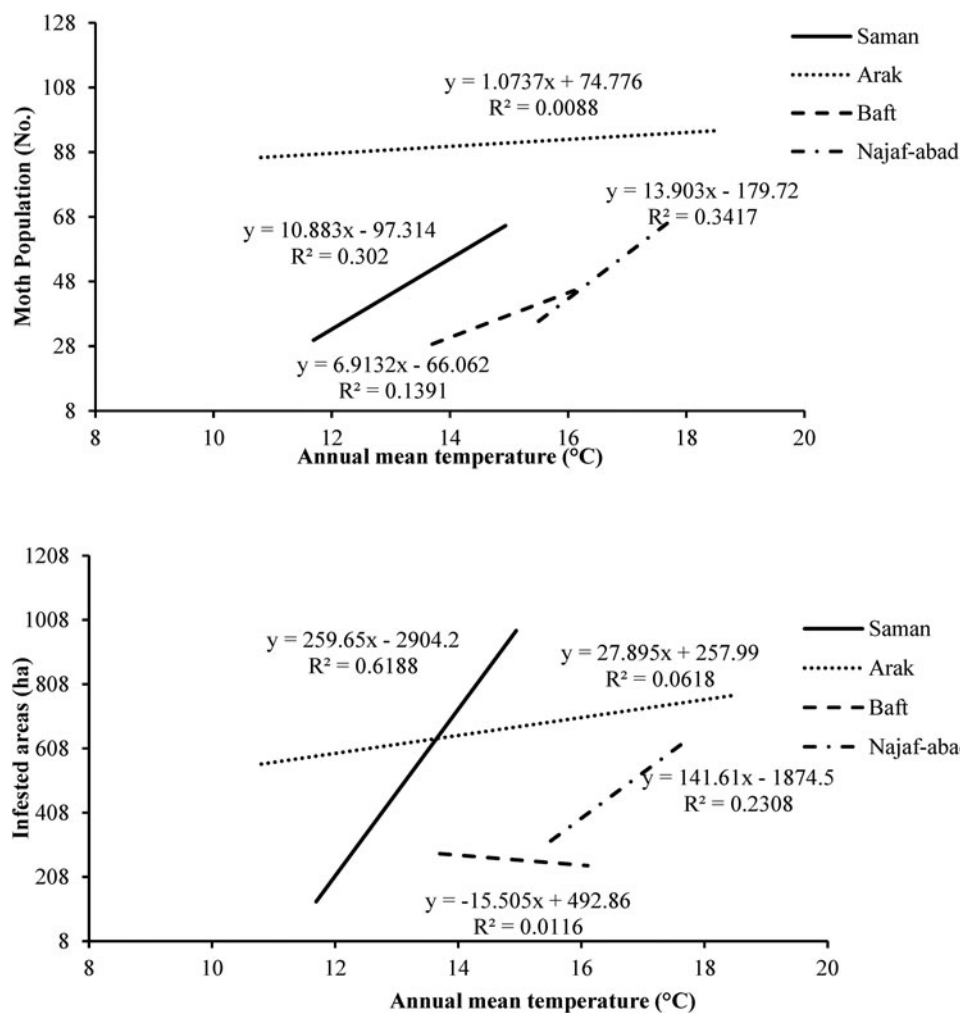 128
108
88
68
48
28
8
Moth Population (No.)
8
10
12
14
16
18
20
Annual mean temperature (°C)
y = 1.0737x + 74.776
R² = 0.0088
y = 13.903x - 179.72
R² = 0.3417
y = 10.883x - 97.314
R² = 0.302
y = 6.9132x - 66.062
R² = 0.1391
Saman
Arak
Baft
Najaf-abad
1208
1008
808
608
408
208
8
Infested areas (ha)
8
10
12
14
16
18
20
Annual mean temperature (°C)
y = 259.65x - 2904.2
R² = 0.6188
y = 27.895x + 257.99
R² = 0.0618
y = 141.61x - 1874.5
R² = 0.2308
y = -15.505x + 492.86
R² = 0.0116
Saman
Arak
Baft
Najaf-aba